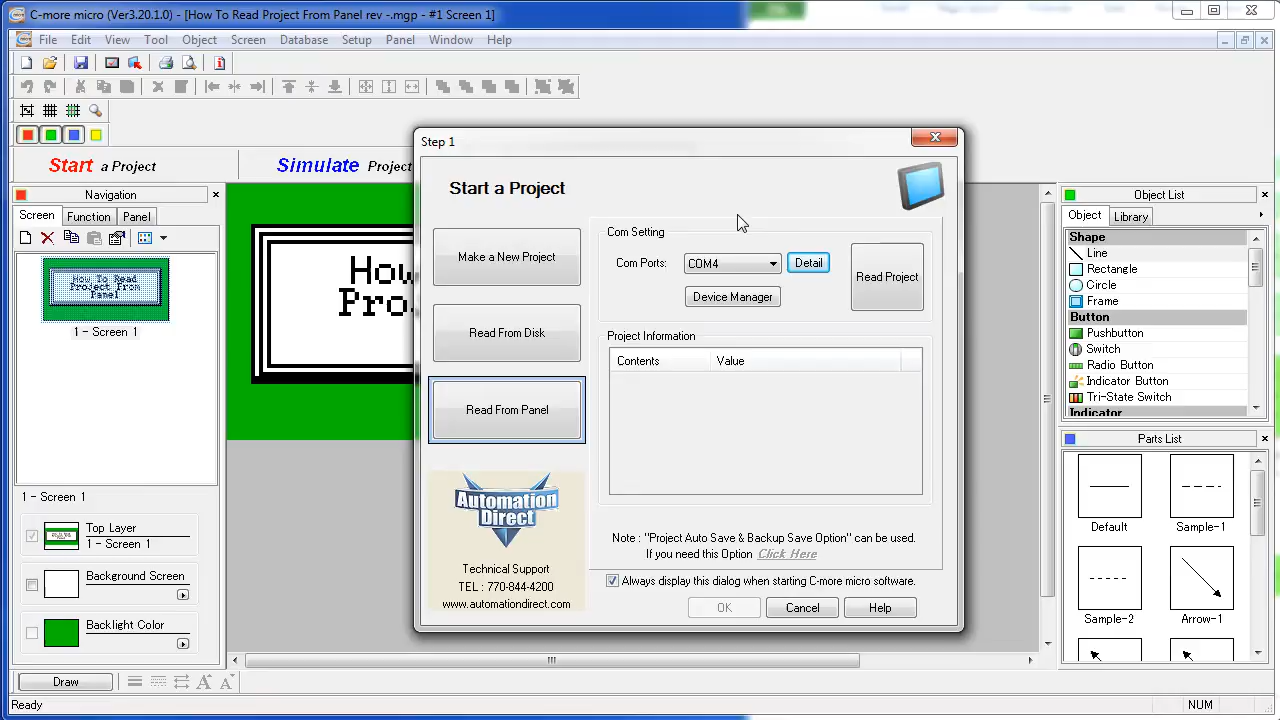 C-more micro (Ver3.20.1.0) - [How To Read Project From Panel rev -.mgp - #1 Screen 1]
File Edit View Tool Object Screen Database Setup Panel Window Help
Start a Project
Simulate Project
Navigation
Screen Function Panel
How To Read
Project From
Panel
1 - Screen 1
1 - Screen 1
Top Layer
1 - Screen 1
Background Screen
Backlight Color
Draw
Ready
How
Pro
Step 1
Start a Project
Make a New Project
Read From Disk
Read From Panel
Automation
Direct
Technical Support
TEL : 770-844-4200
www.automationdirect.com
Com Setting
Com Ports: COM4 Detail
Device Manager
Read Project
Project Information
Contents Value
Note : "Project Auto Save & Backup Save Option" can be used.
If you need this Option Click Here
Always display this dialog when starting C-more micro software.
OK Cancel Help
Object List
Object Library
Shape
Line
Rectangle
Circle
Frame
Button
Pushbutton
Switch
Radio Button
Indicator Button
Tri-State Switch
Indicator
Parts List
Default Sample-1
Sample-2 Arrow-1
NUM